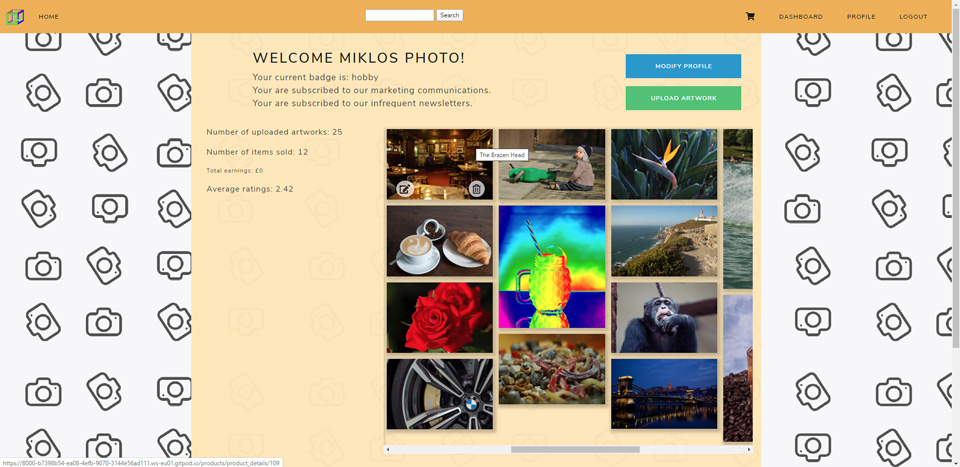 HOME
Search
DASHBOARD
PROFILE
LOGOUT
WELCOME MIKLOS PHOTO!
Your current badge is: hobby
Your are subscribed to our marketing communications.
Your are subscribed to our infrequent newsletters.
MODIFY PROFILE
UPLOAD ARTWORK
Number of uploaded artworks: 25
Number of items sold: 12
Total earnings: £0
Average ratings: 2.42
The Brazen Head
https://8000-b7398b54-ea08-4efb-9070-3144e56ad111.ws-eu01.gitpod.io/products/product_details/109